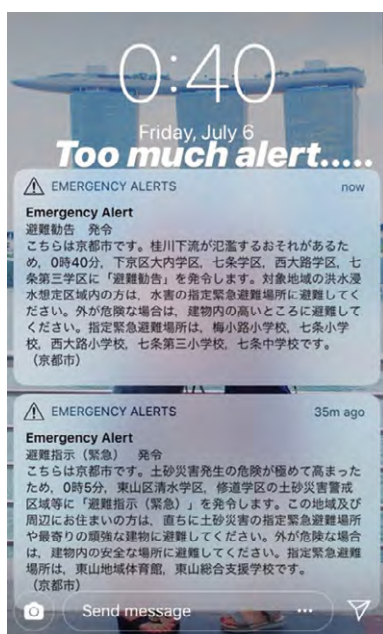 0:40
Friday, July 6
Too much alert.....
EMERGENCY ALERTS now
Emergency Alert
避難勧告　発令
こちらは京都市です。桂川下流が氾濫するおそれがあるた
め，0時40分，下京区大内学区，七条学区，西大路学区，七
条第三学区に「避難勧告」を発令します。対象地域の洪水浸
水想定区域内の方は，水害の指定緊急避難場所に避難してく
ださい。外が危険な場合は，建物内の高いところに避難して
ください。指定緊急避難場所は，梅小路小学校，七条小学
校，西大路小学校，七条第三小学校，七条中学校です。
（京都市）
EMERGENCY ALERTS 35m ago
Emergency Alert
避難指示（緊急）　発令
こちらは京都市です。土砂災害発生の危険が極めて高まった
ため，0時5分，東山区清水学区，修道学区の土砂災害警戒
区域等に「避難指示（緊急）」を発令します。この地域及び
周辺にお住まいの方は，直ちに土砂災害の指定緊急避難場所
や最寄りの頑強な建物に避難してください。外が危険な場合
は，建物内の安全な場所に避難してください。指定緊急避難
場所は，東山地域体育館，東山総合支援学校です。
（京都市）
Send message